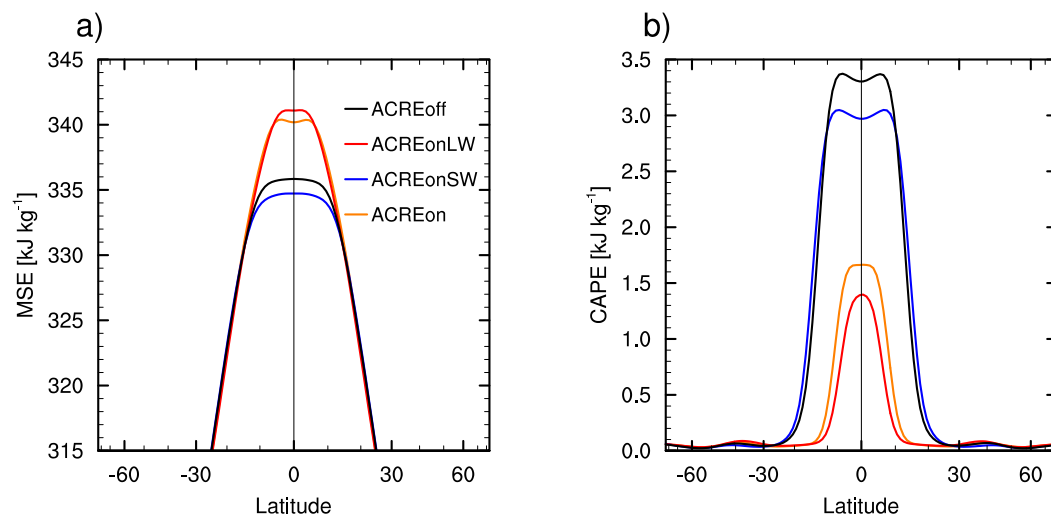 a)
MSE [kJ kg⁻¹]
345
340
335
330
325
320
315
-60
-30
0
30
60
Latitude
ACREoff
ACREonLW
ACREonSW
ACREon
b)
CAPE [kJ kg⁻¹]
3.5
3.0
2.5
2.0
1.5
1.0
0.5
0.0
-60
-30
0
30
60
Latitude